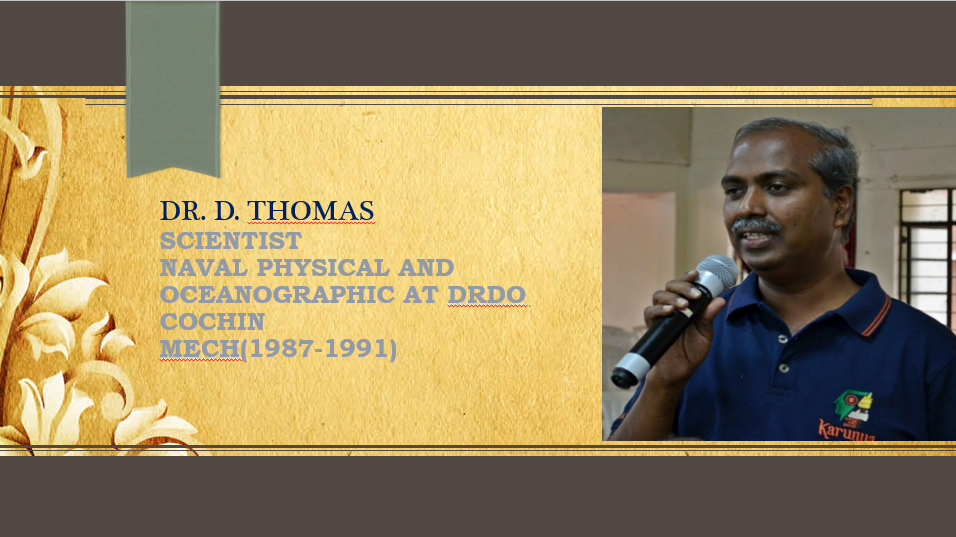 DR. D. THOMAS
SCIENTIST
NAVAL PHYSICAL AND
OCEANOGRAPHIC AT DRDO
COCHIN
MECH(1987-1991)
Karunya